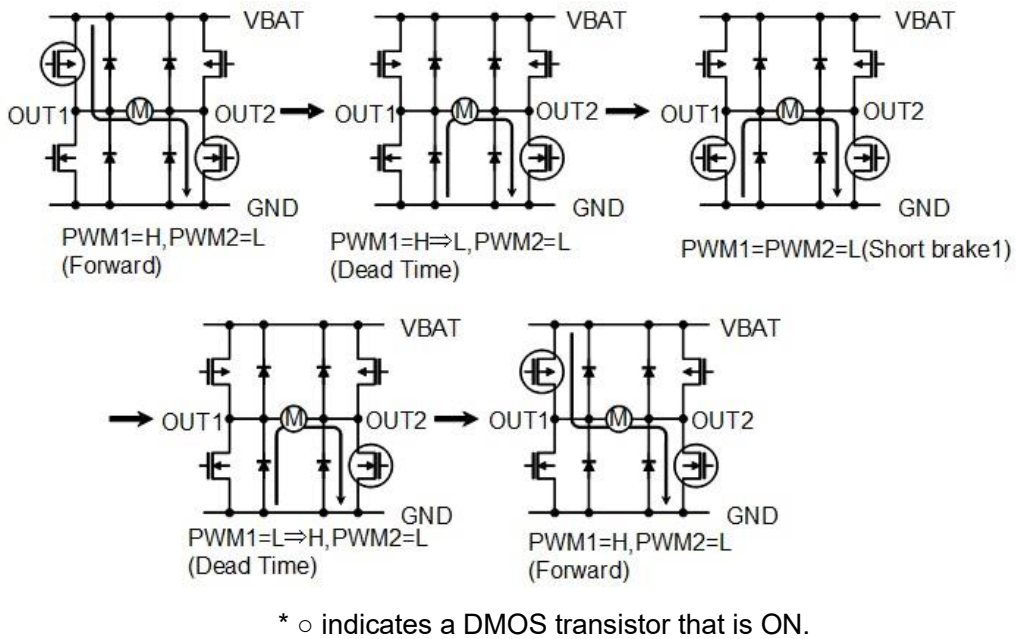 VBAT
VBAT
VBAT
OUT1 M OUT2
OUT1 M OUT2
OUT1 M OUT2
GND
GND
GND
PWM1=H,PWM2=L
(Forward)
PWM1=H⇒L,PWM2=L
(Dead Time)
PWM1=PWM2=L(Short brake1)
VBAT
VBAT
OUT1 M OUT2
OUT1 M OUT2
GND
GND
PWM1=L⇒H,PWM2=L
(Dead Time)
PWM1=H,PWM2=L
(Forward)
* ○ indicates a DMOS transistor that is ON.